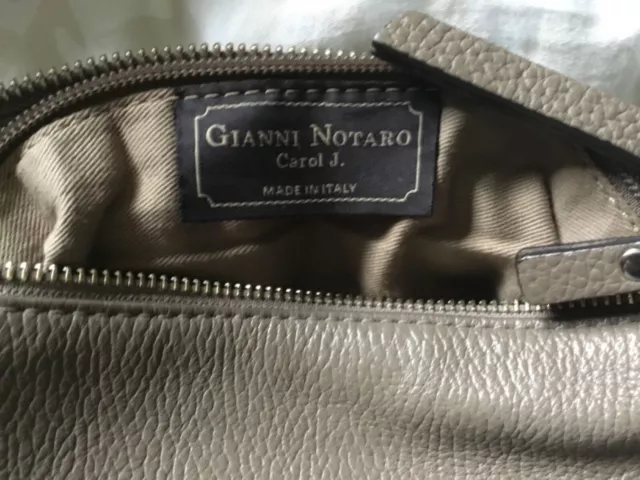 GIANNI NOTARO
Carol J.
MADE IN ITALY